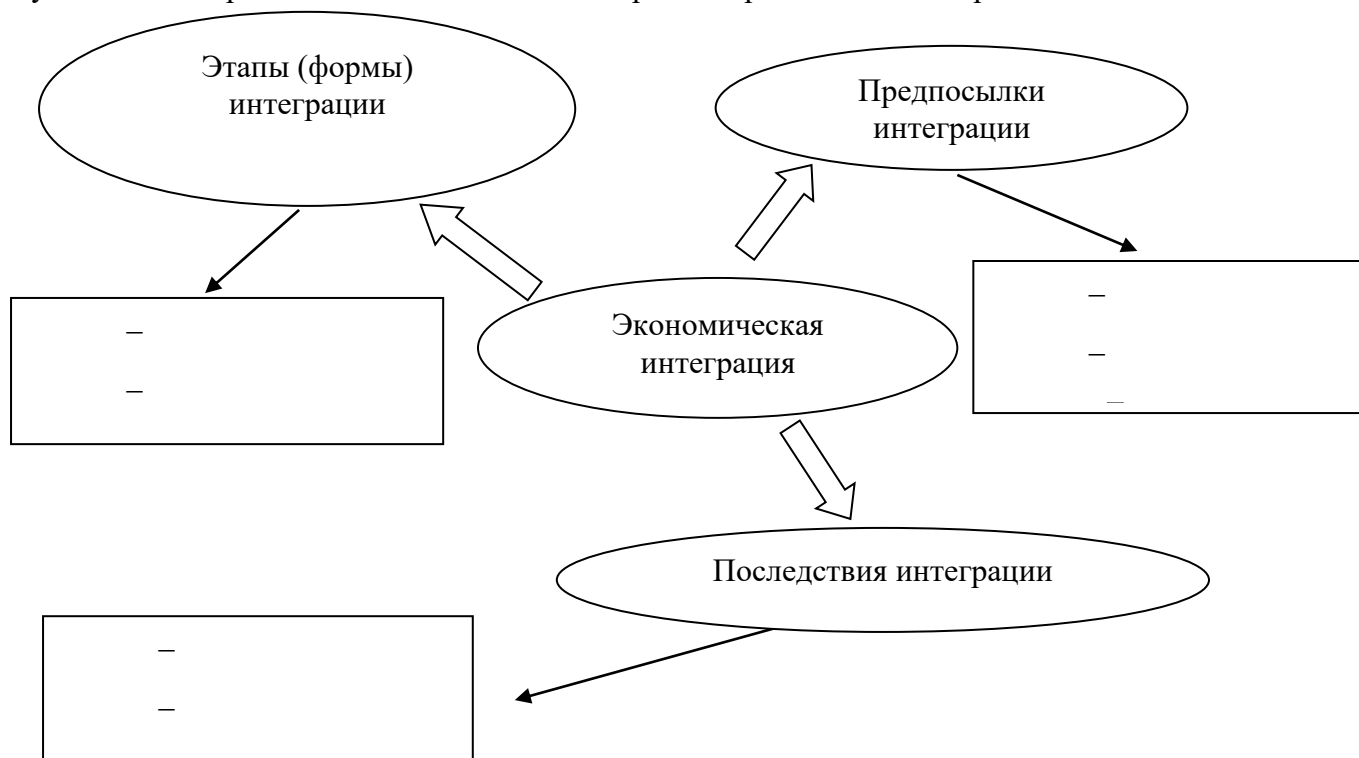 Этапы (формы)
интеграции
Предпосылки
интеграции
Экономическая
интеграция
–
–
–
–
–
Последствия интеграции
–
–